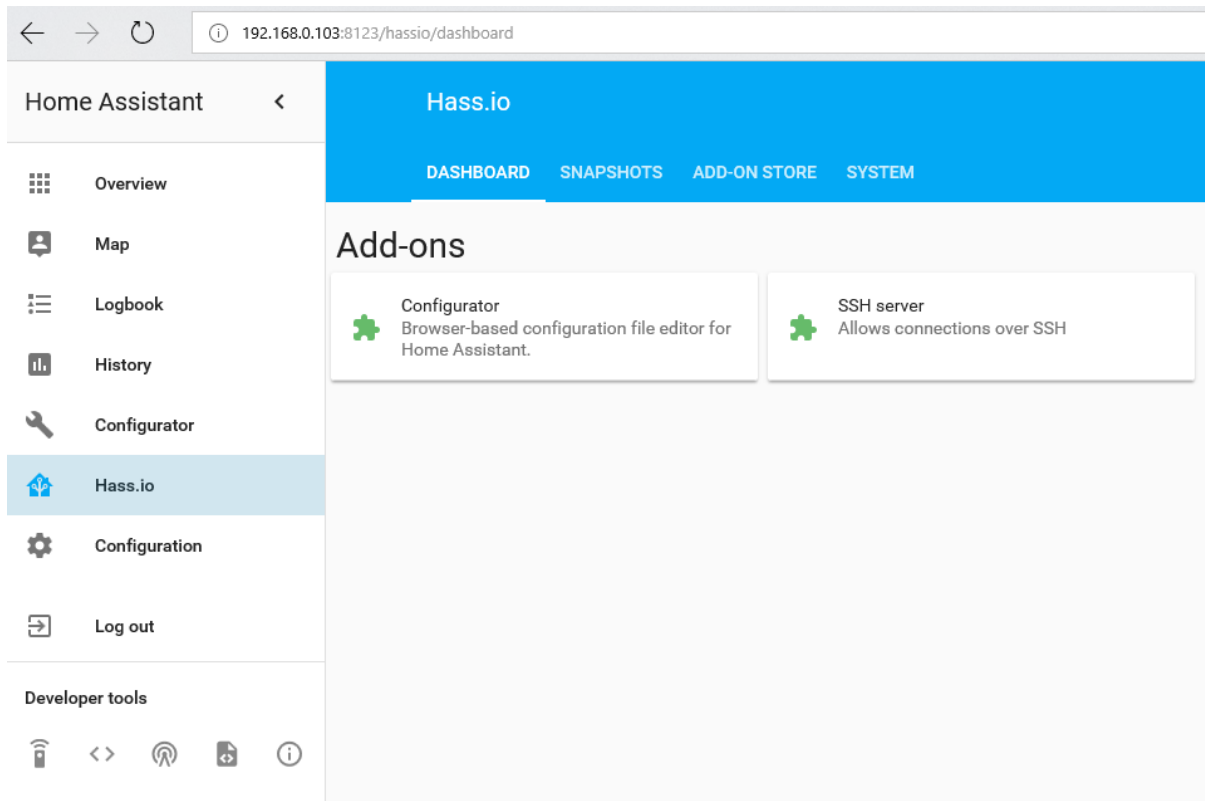 192.168.0.103:8123/hassio/dashboard
Home Assistant
Hass.io
DASHBOARD SNAPSHOTS ADD-ON STORE SYSTEM
Overview
Map
Logbook
History
Configurator
Hass.io
Configuration
Log out
Developer tools
Add-ons
Configurator
Browser-based configuration file editor for
Home Assistant.
SSH server
Allows connections over SSH